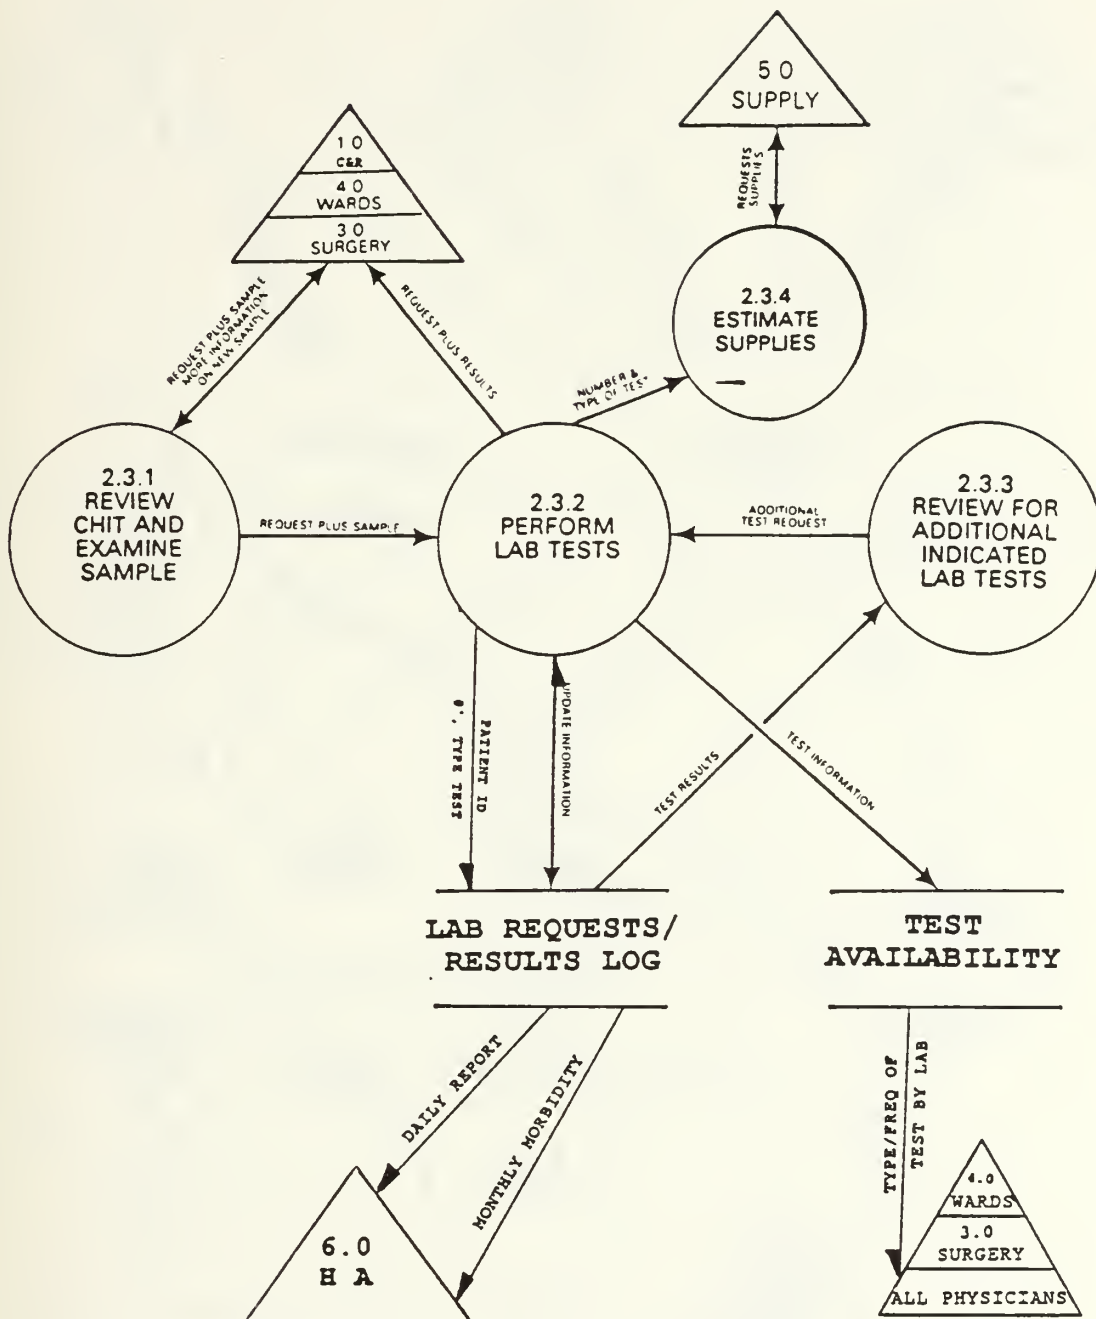 5 0
SUPPLY
1 0
C&R
4 0
WARDS
3 0
SURGERY
REQUESTS
SUPPLIES
2.3.4
ESTIMATE
SUPPLIES
REQUEST PLUS SAMPLE
MORE INFORMATION
ON NEW SAMPLE
REQUEST PLUS RESULTS
NUMBER &
TYPE OF TEST
2.3.1
REVIEW
CHIT AND
EXAMINE
SAMPLE
REQUEST PLUS SAMPLE
2.3.2
PERFORM
LAB TESTS
ADDITIONAL
TEST REQUEST
2.3.3
REVIEW FOR
ADDITIONAL
INDICATED
LAB TESTS
PATIENT ID
TYPE TEST
UPDATE INFORMATION
TEST RESULTS
TEST INFORMATION
LAB REQUESTS/
RESULTS LOG
TEST
AVAILABILITY
DAILY REPORT
MONTHLY MORBIDITY
TYPE/FREQ OF
TEST BY LAB
6.0
H A
4.0
WARDS
3.0
SURGERY
ALL PHYSICIANS